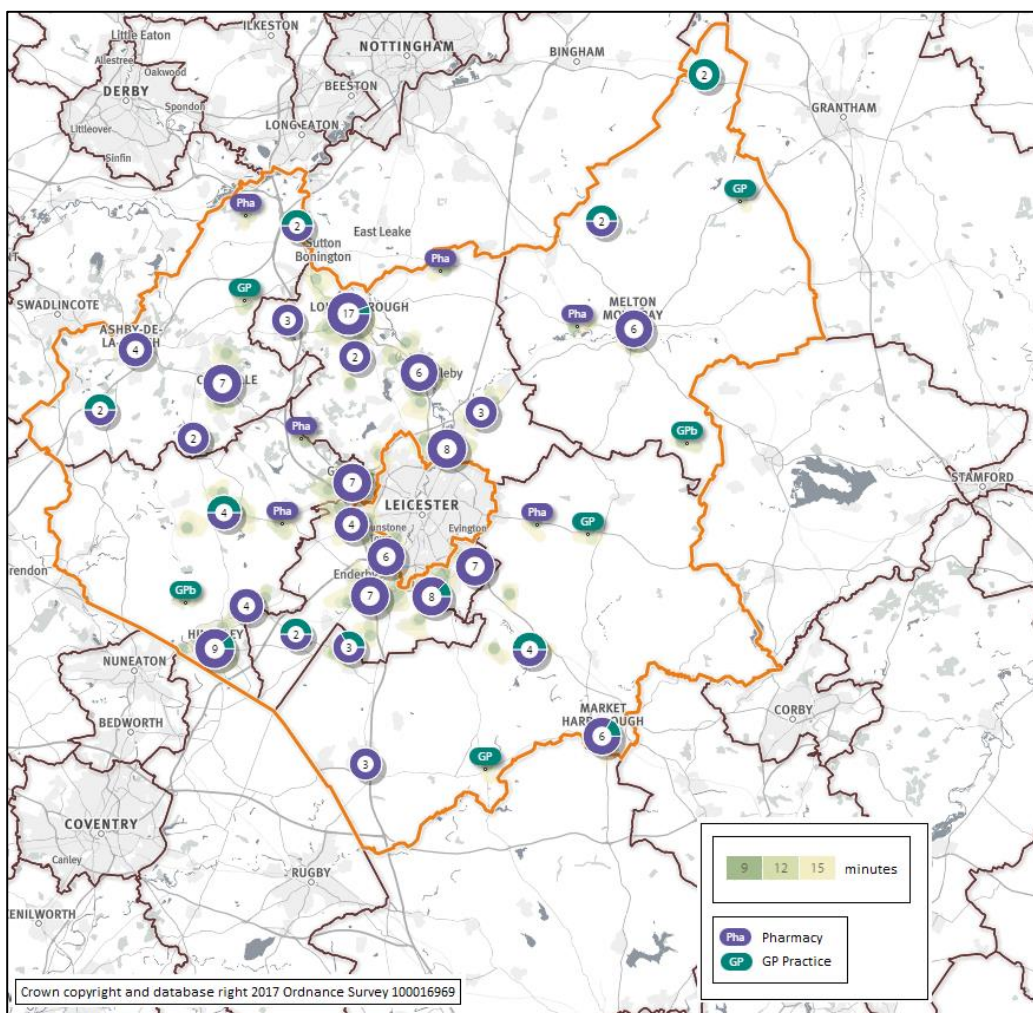 ILKESTON
Little Eaton
NOTTINGHAM
BINGHAM
Allestree
Oakwood
DERBY
BEESTON
2
GRANTHAM
Spondon
Littleover
LONG EATON
Sinfin
GP
Pha
2
2
East Leake
Sutton
Bonington
Pha
GP
SWADLINCOTE
17
3
Pha
MELTON
ASHBY-DE-
6
4
2
7
6
2
3
Pha
GPb
2
8
7
STAMFORD
LEICESTER
4
Pha
4
Pha
GP
Evington
6
7
GPb
7
8
4
2
9
3
4
NUNEATON
MARKET
CORBY
BEDWORTH
6
3
GP
COVENTRY
9 12 15 minutes
Canley
RUGBY
Pha Pharmacy
GP GP Practice
Crown copyright and database right 2017 Ordnance Survey 100016969